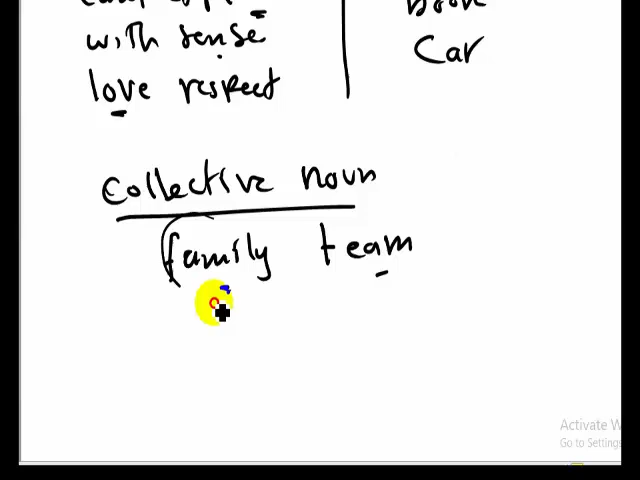 with sense
Car
love respect
collective noun
family team
Activate W
Go to Settings